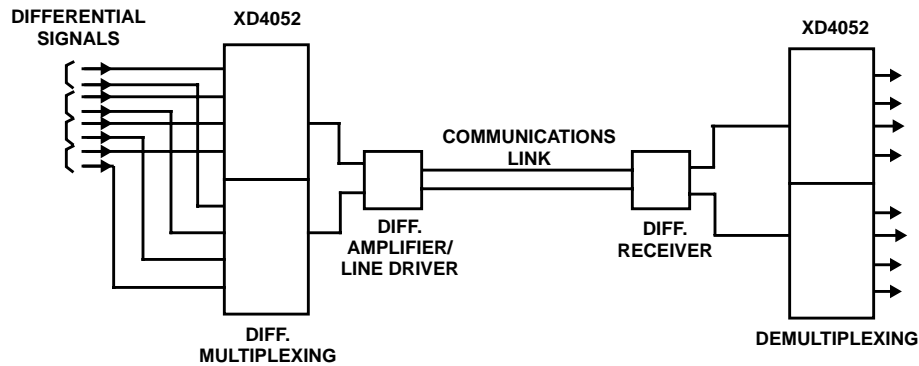 DIFFERENTIAL
SIGNALS
XD4052
XD4052
COMMUNICATIONS
LINK
DIFF.
AMPLIFIER/
LINE DRIVER
DIFF.
RECEIVER
DIFF.
MULTIPLEXING
DEMULTIPLEXING